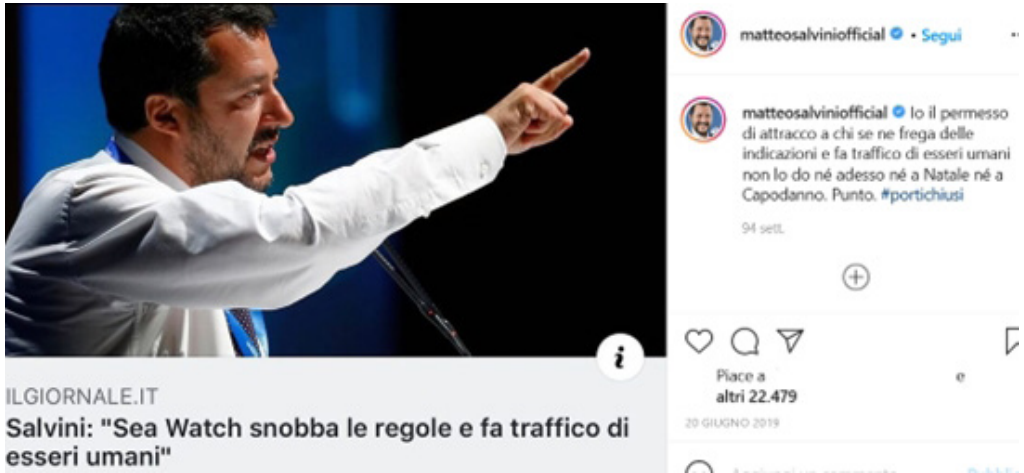 ILGIORNALE.IT
Salvini: "Sea Watch snobba le regole e fa traffico di
esseri umani"
matteosalviniofficial • Segui
matteosalviniofficial Io il permesso
di attracco a chi se ne frega delle
indicazioni e fa traffico di esseri umani
non lo do né adesso né a Natale né a
Capodanno. Punto. #portichiusi
94 sett.
Piace a e
altri 22.479
20 GIUGNO 2019